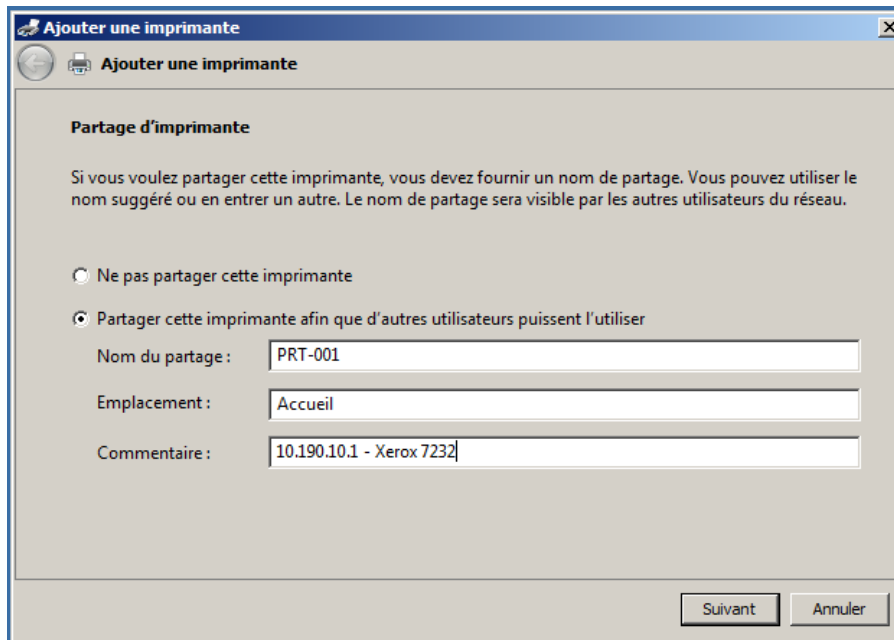 Ajouter une imprimante
Ajouter une imprimante
Partage d'imprimante
Si vous voulez partager cette imprimante, vous devez fournir un nom de partage. Vous pouvez utiliser le
nom suggéré ou en entrer un autre. Le nom de partage sera visible par les autres utilisateurs du réseau.
Ne pas partager cette imprimante
Partager cette imprimante afin que d'autres utilisateurs puissent l'utiliser
Nom du partage : PRT-001
Emplacement : Accueil
Commentaire : 10.190.10.1 - Xerox 7232
Suivant Annuler